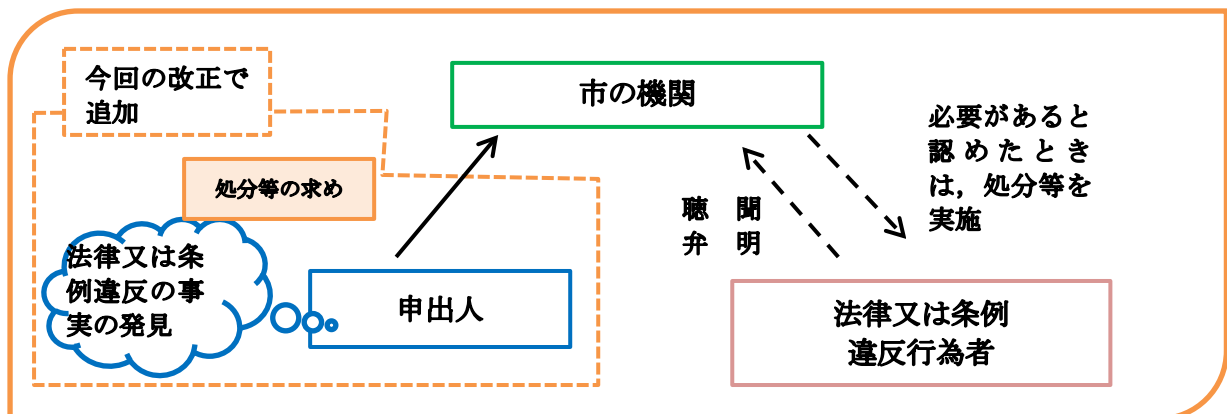 今回の改正で
追加
市の機関
必要があると
認めたとき
は，処分等を
実施
処分等の求め
聴　聞
弁　明
法律又は条
例違反の事
実の発見
申出人
法律又は条例
違反行為者